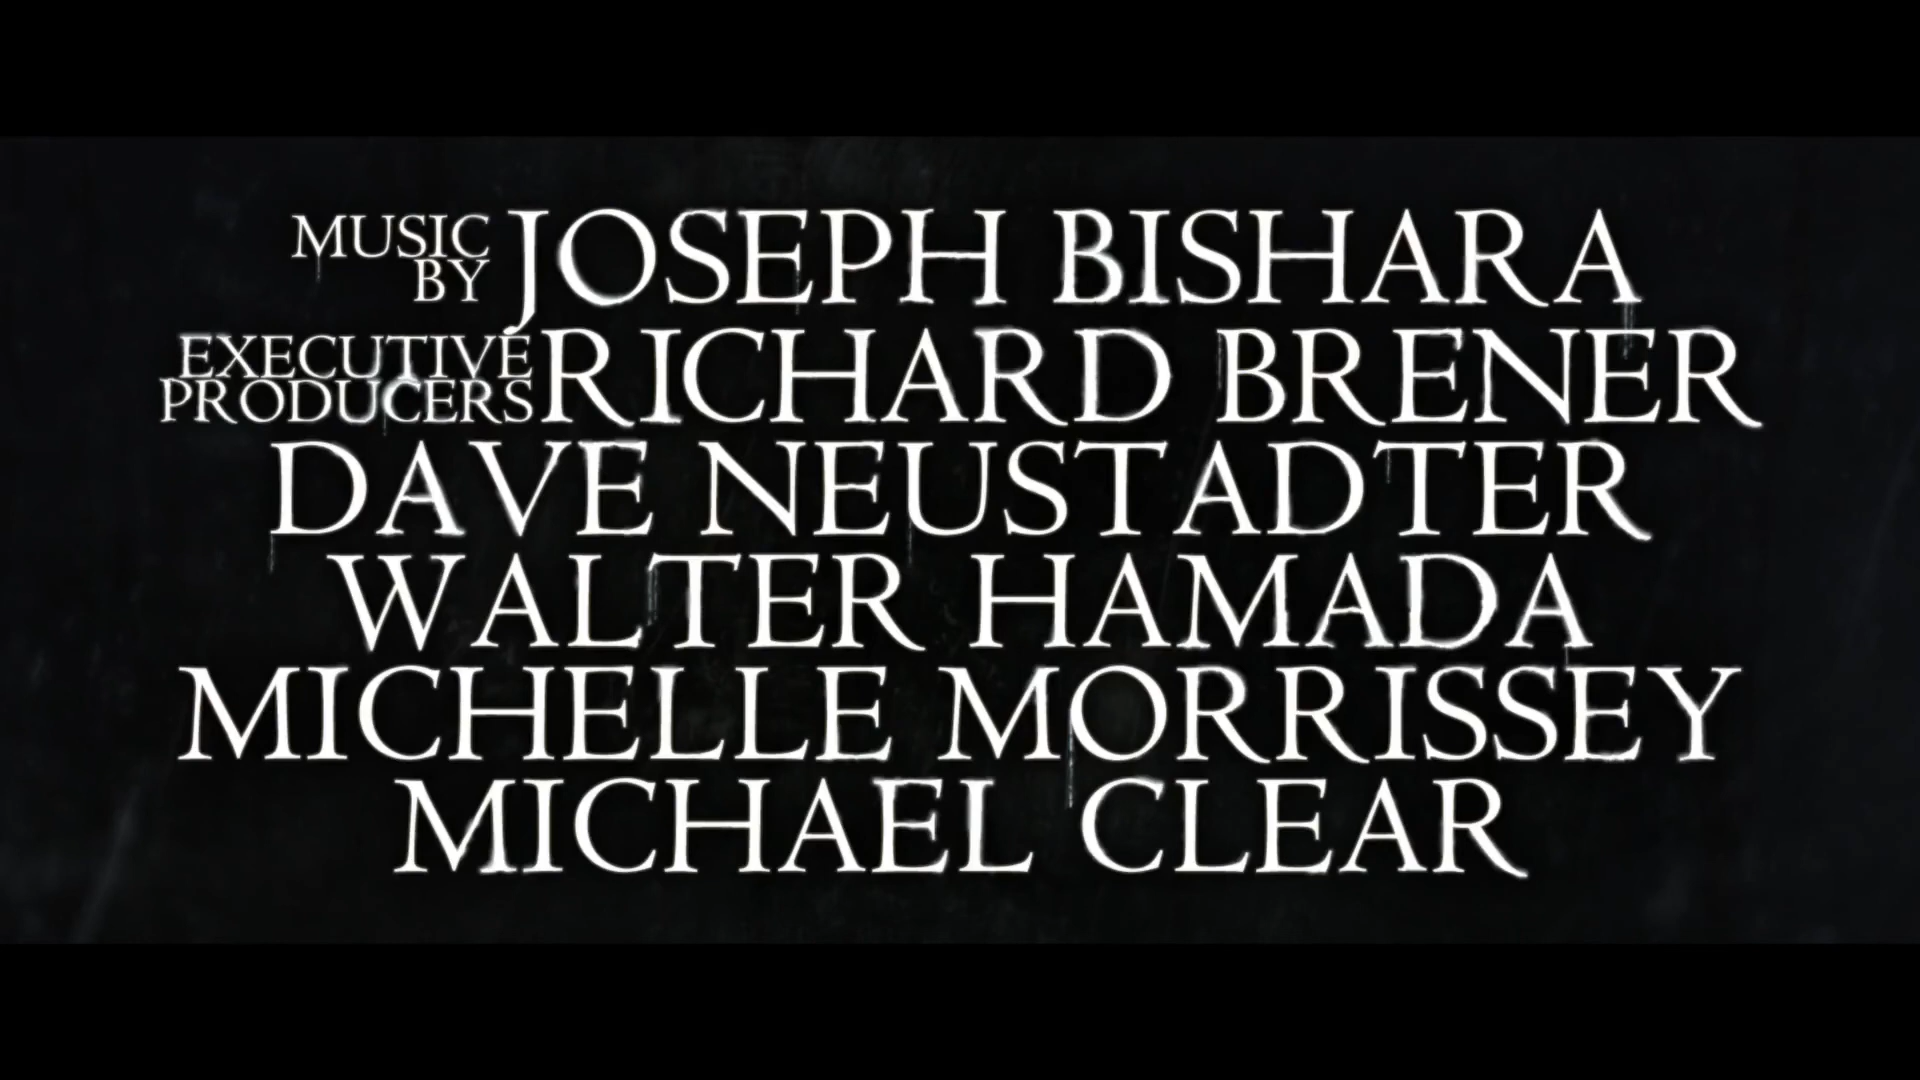 MUSIC BY JOSEPH BISHARA
EXECUTIVE PRODUCERS RICHARD BRENER
DAVE NEUSTADTER
WALTER HAMADA
MICHELLE MORRISSEY
MICHAEL CLEAR